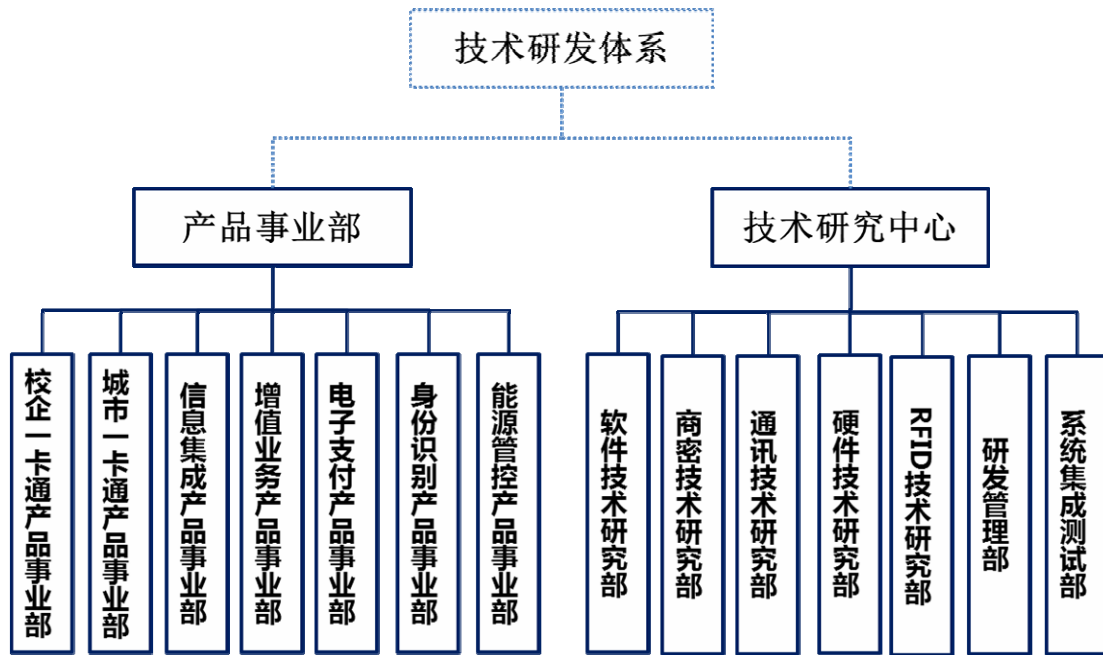 技术研发体系
产品事业部
技术研究中心
校企一卡通产品事业部
城市一卡通产品事业部
信息集成产品事业部
增值业务产品事业部
电子支付产品事业部
身份识别产品事业部
能源管控产品事业部
软件技术研究部
商密技术研究部
通讯技术研究部
硬件技术研究部
RFID技术研究部
研发管理部
系统集成测试部